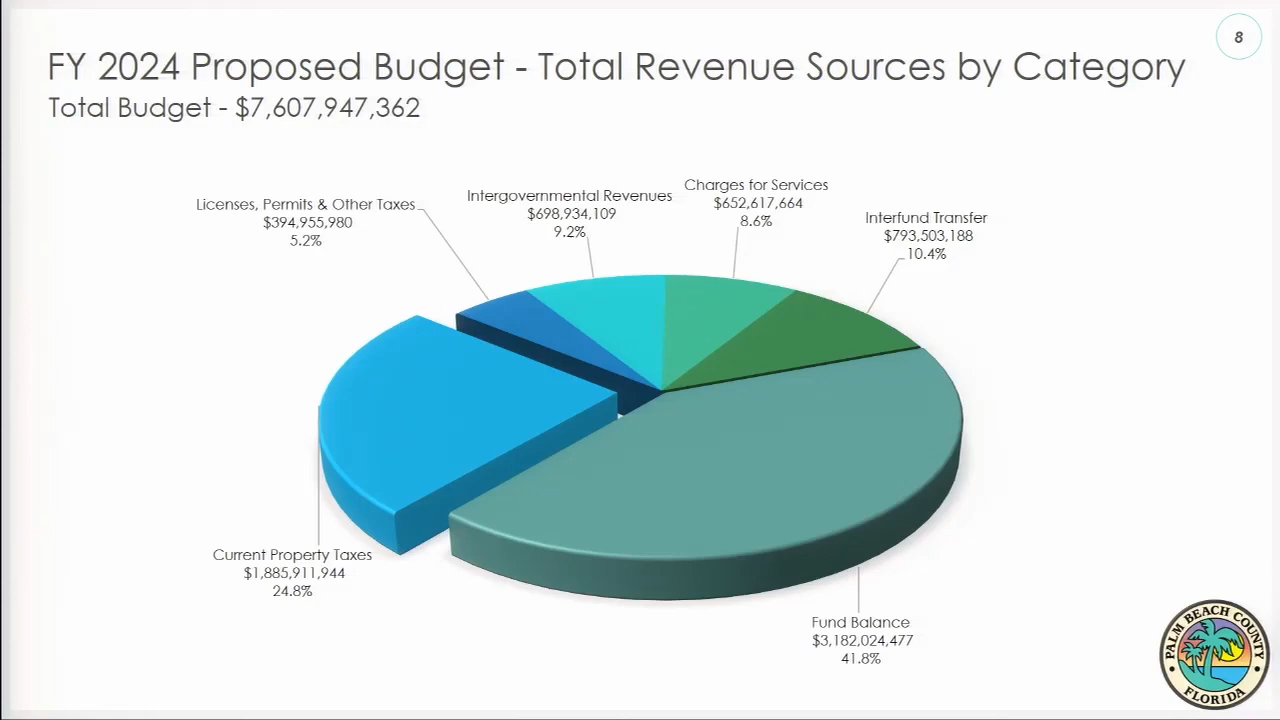 8
FY 2024 Proposed Budget - Total Revenue Sources by Category
Total Budget - $7,607,947,362
Licenses, Permits & Other Taxes
$394,955,980
5.2%
Intergovernmental Revenues
$698,934,109
9.2%
Charges for Services
$652,617,664
8.6%
Interfund Transfer
$793,503,188
10.4%
Current Property Taxes
$1,885,911,944
24.8%
Fund Balance
$3,182,024,477
41.8%
PALM BEACH COUNTY
FLORIDA